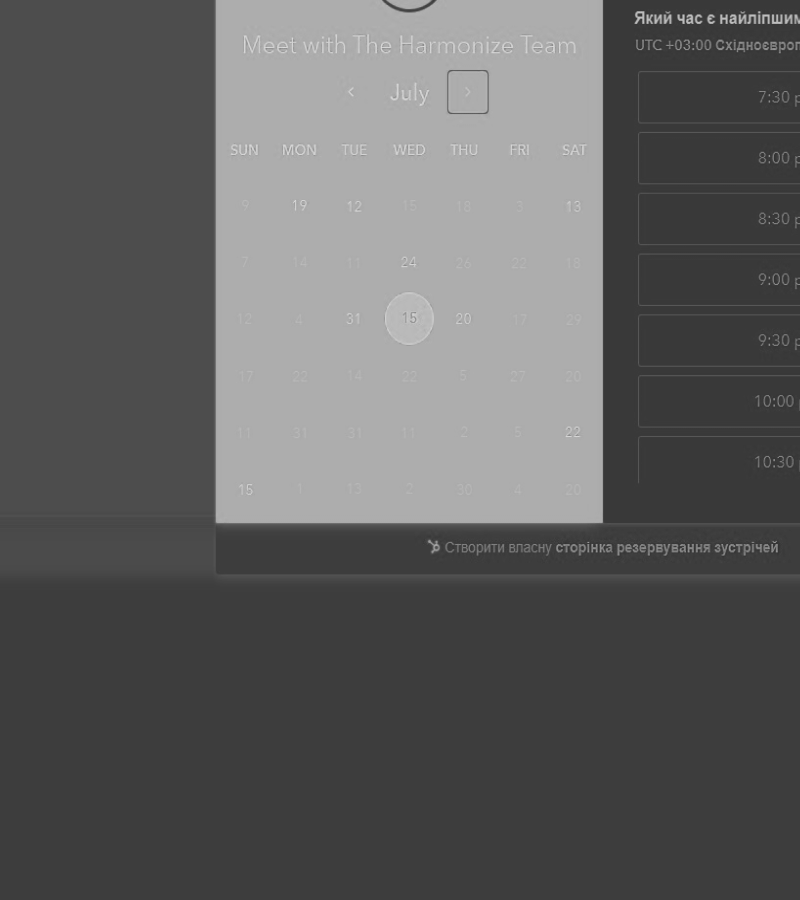 Meet with The Harmonize Team
July
SUN MON TUE WED THU FRI SAT
9 19 12 15 18 3 13
7 14 11 24 26 22 18
12 4 31 15 20 17 29
17 22 14 22 5 27 20
11 31 31 11 2 5 22
15 1 13 2 30 4 20
Який час є найліпшим
UTC +03:00 Східноєвроп
7:30 p
8:00 p
8:30 p
9:00 p
9:30 p
10:00 p
10:30 p
Створити власну сторінка резервування зустрічей